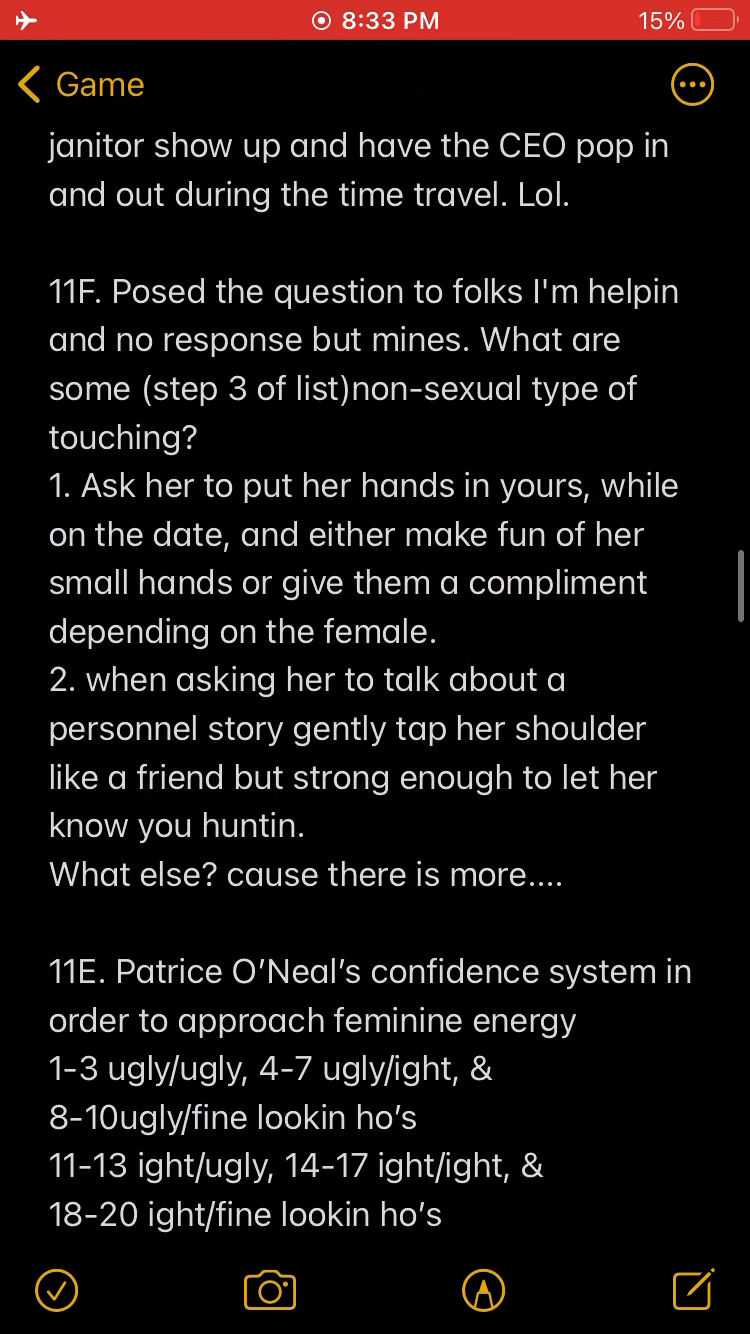 8:33 PM
15%
Game
janitor show up and have the CEO pop in
and out during the time travel. Lol.
11F. Posed the question to folks I'm helpin
and no response but mines. What are
some (step 3 of list)non-sexual type of
touching?
1. Ask her to put her hands in yours, while
on the date, and either make fun of her
small hands or give them a compliment
depending on the female.
2. when asking her to talk about a
personnel story gently tap her shoulder
like a friend but strong enough to let her
know you huntin.
What else? cause there is more....
11E. Patrice O’Neal’s confidence system in
order to approach feminine energy
1-3 ugly/ugly, 4-7 ugly/ight, &
8-10ugly/fine lookin ho’s
11-13 ight/ugly, 14-17 ight/ight, &
18-20 ight/fine lookin ho’s